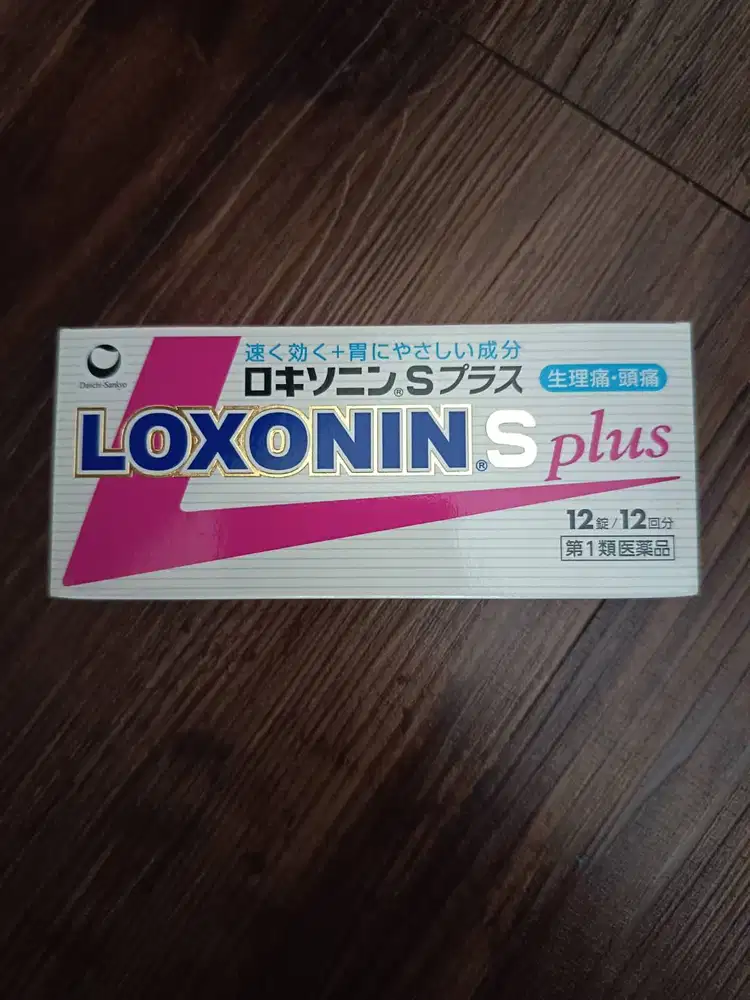 Daiichi-Sankyo
速く効く+胃にやさしい成分
ロキソニン®Sプラス
生理痛・頭痛
LOXONIN®S plus
12錠/12回分
第1類医薬品